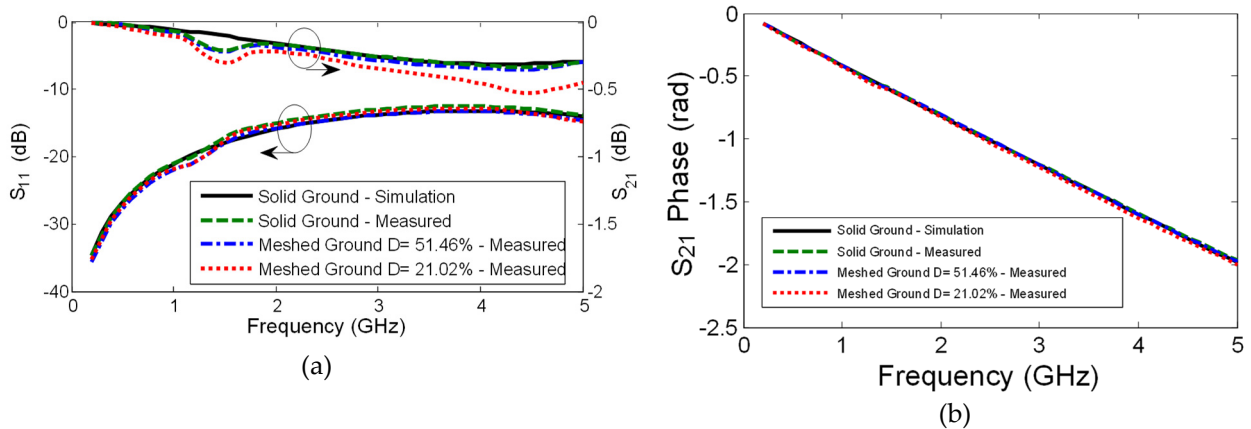 0
-10
-20
-30
-40
S11 (dB)
0
-0.5
-1
-1.5
-2
S21 (dB)
Solid Ground - Simulation
Solid Ground - Measured
Meshed Ground D= 51.46% - Measured
Meshed Ground D= 21.02% - Measured
0 1 2 3 4 5
Frequency (GHz)
(a)
0
-0.5
-1
-1.5
-2
-2.5
S21 Phase (rad)
Solid Ground - Simulation
Solid Ground - Measured
Meshed Ground D= 51.46% - Measured
Meshed Ground D= 21.02% - Measured
0 1 2 3 4 5
Frequency (GHz)
(b)